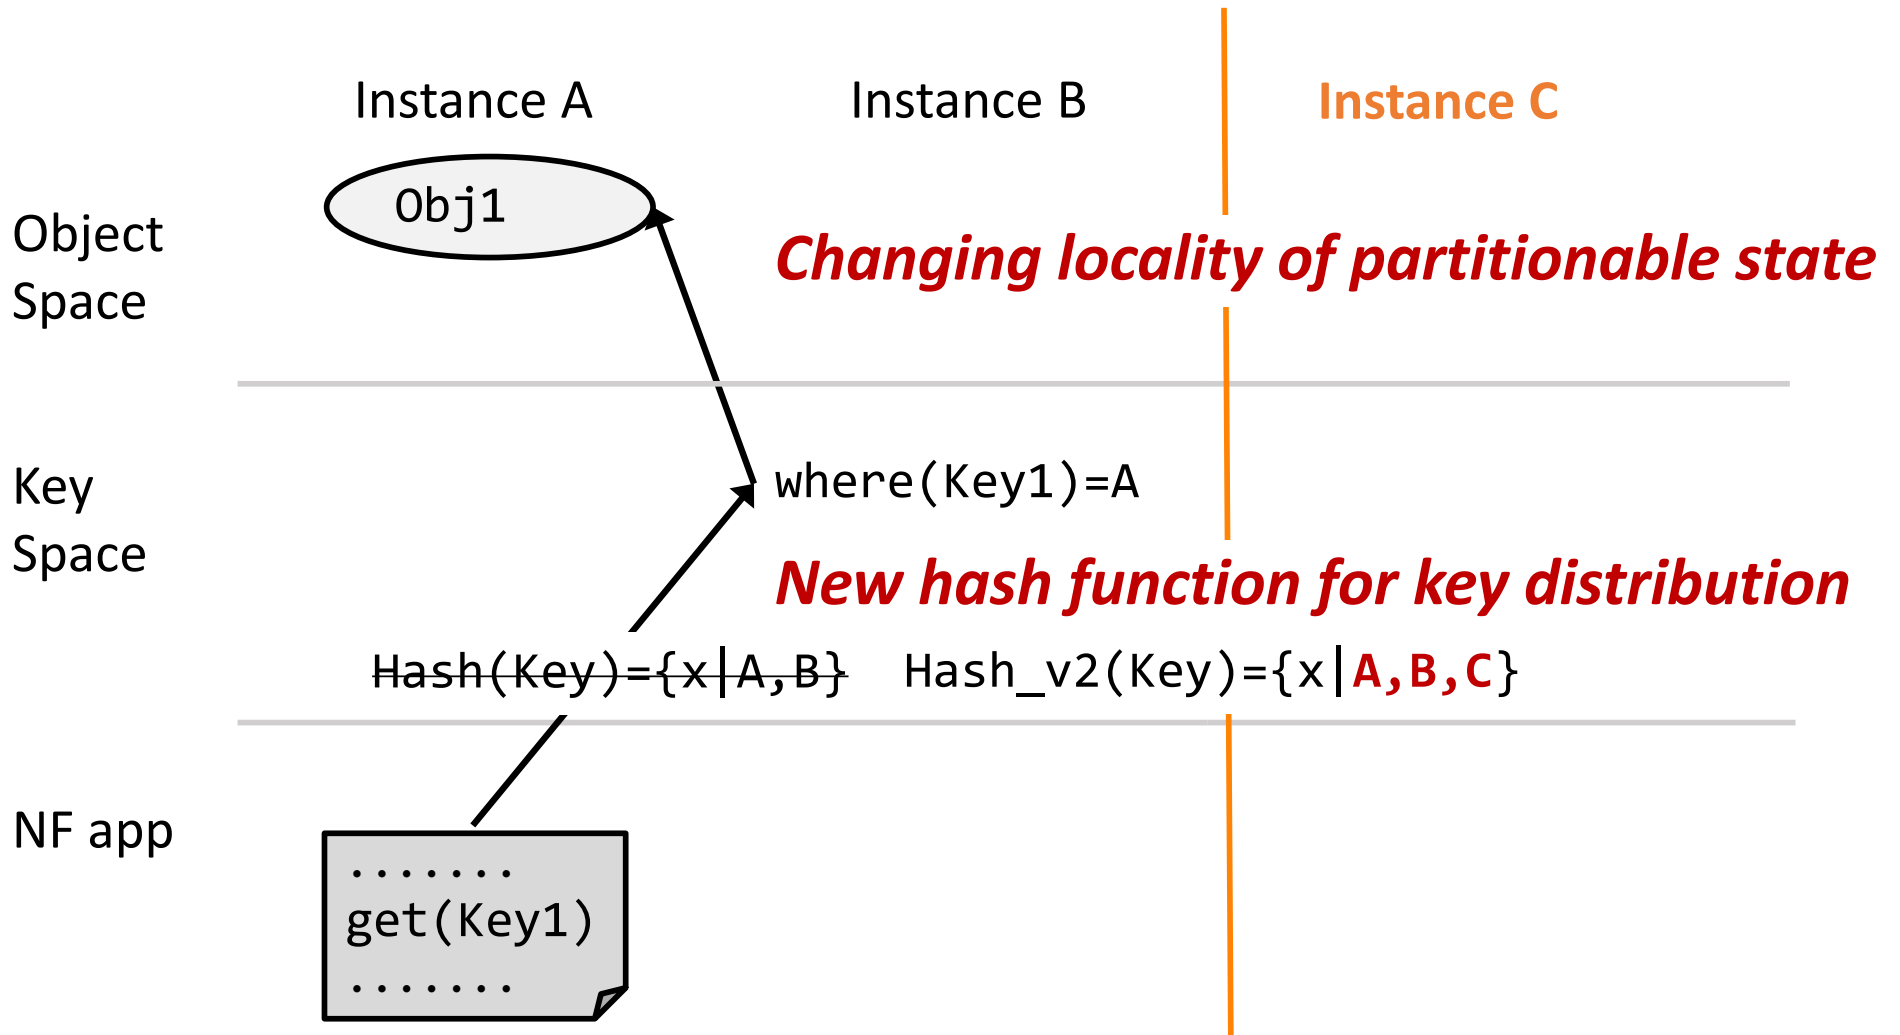 Instance A
Instance B
Instance C
Object
Space
Obj1
Changing locality of partitionable state
Key
Space
where(Key1)=A
New hash function for key distribution
Hash(Key)={x|A,B}
Hash_v2(Key)={x|A,B,C}
NF app
.......
get(Key1)
.......